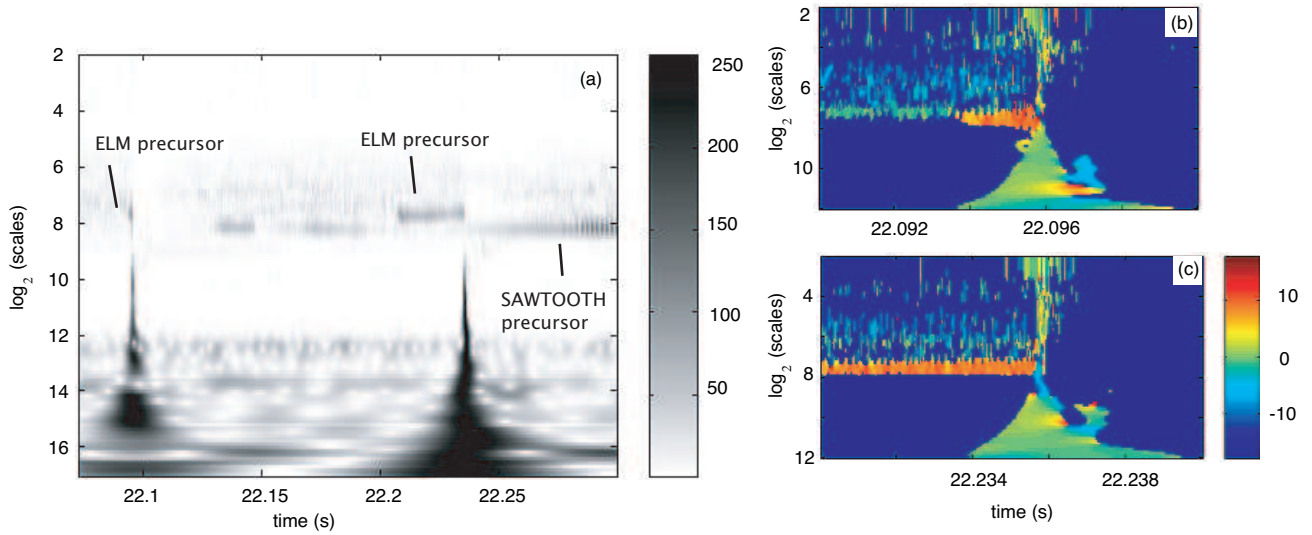 (a)
2
4
6
8
10
12
14
16
log2 (scales)
ELM precursor
ELM precursor
SAWTOOTH
precursor
22.1
22.15
22.2
22.25
time (s)
250
200
150
100
50
(b)
2
6
10
log2 (scales)
22.092
22.096
(c)
4
8
12
log2 (scales)
22.234
22.238
time (s)
10
0
-10